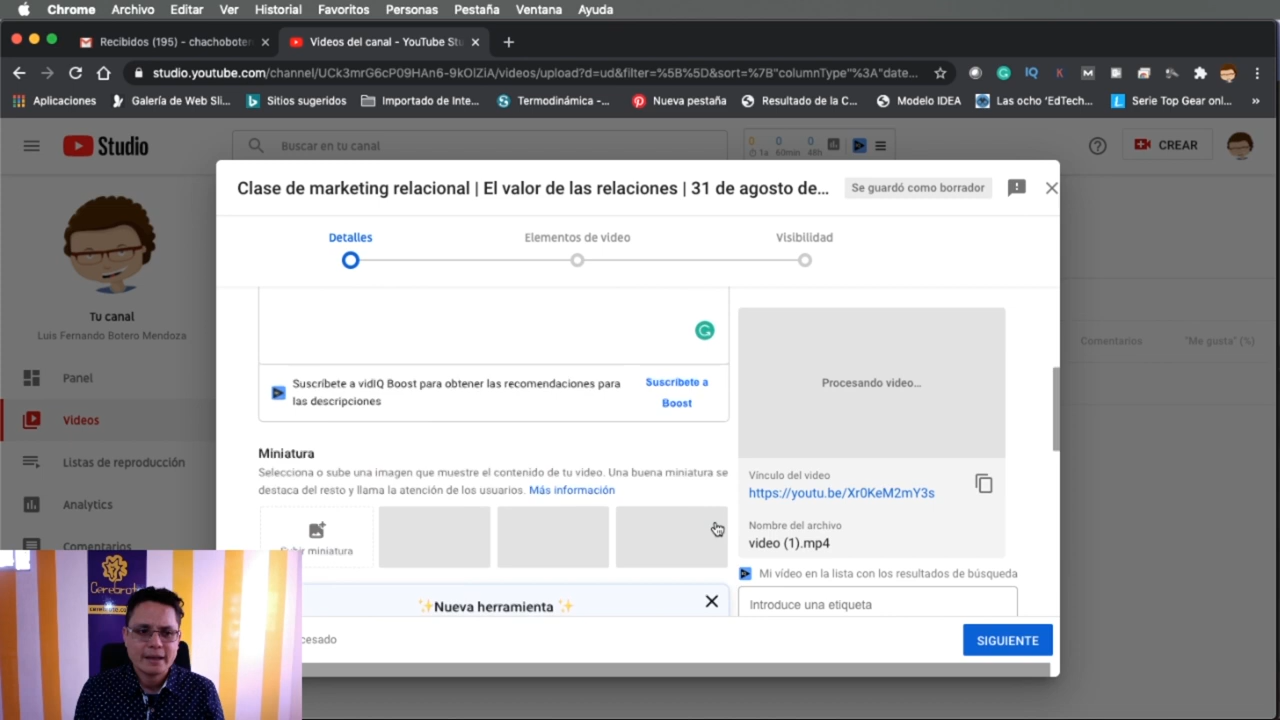 Chrome Archivo Editar Ver Historial Favoritos Personas Pestaña Ventana Ayuda
Recibidos (195) - chachoboter
Videos del canal - YouTube Stu
studio.youtube.com/channel/UCk3mrG6cP09HAn6-9kOlZiA/videos/upload?d=ud&filter=%5B%5D&sort=%7B"columnType"%3A"date...
Aplicaciones Galería de Web Sli... Sitios sugeridos Importado de Inte... Termodinámica -... Nueva pestaña Resultado de la C... Modelo IDEA Las ocho 'EdTech... Serie Top Gear onl... »
Studio
Buscar en tu canal
0 0 0
1a 60min 48h
CREAR
Clase de marketing relacional | El valor de las relaciones | 31 de agosto de...
Se guardó como borrador
Detalles
Elementos de video
Visibilidad
Tu canal
Luis Fernando Botero Mendoza
Panel
Videos
Listas de reproducción
Analytics
Comentarios
Comentarios
"Me gusta" (%)
Suscríbete a vidIQ Boost para obtener las recomendaciones para
las descripciones
Suscríbete a
Boost
Miniatura
Selecciona o sube una imagen que muestre el contenido de tu video. Una buena miniatura se
destaca del resto y llama la atención de los usuarios. Más información
Subir miniatura
✨Nueva herramienta ✨
Procesando video...
Vínculo del video
https://youtu.be/Xr0KeM2mY3s
Nombre del archivo
video (1).mp4
Mi vídeo en la lista con los resultados de búsqueda
Introduce una etiqueta
cesado
SIGUIENTE